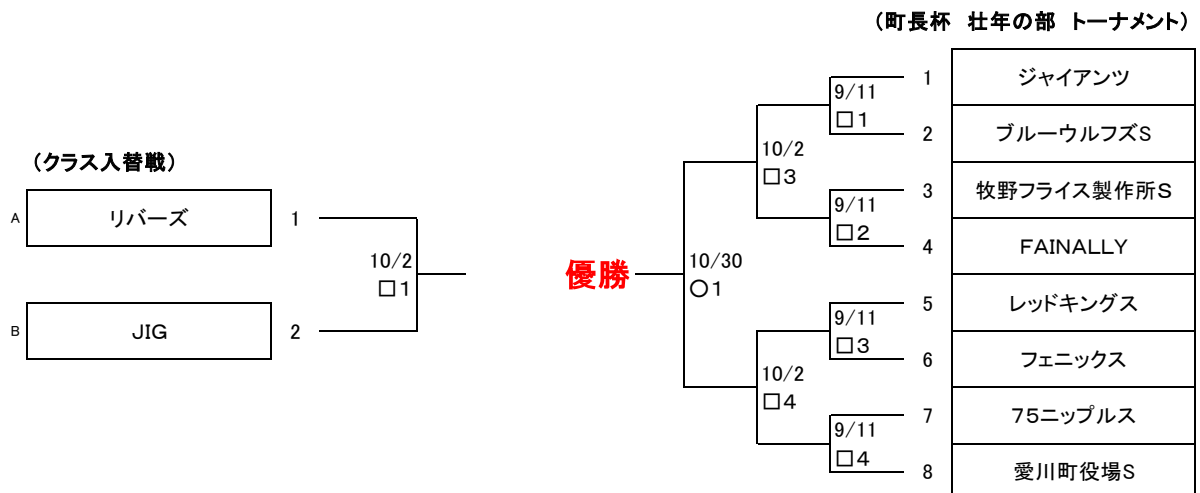 （町長杯　壮年の部　トーナメント）
1 ジャイアンツ
9/11
□1
2 ブルーウルフズS
10/2
□3
3 牧野フライス製作所S
9/11
□2
4 FAINALLY
10/30
○1
優勝
5 レッドキングス
9/11
□3
6 フェニックス
10/2
□4
7 75ニップルス
9/11
□4
8 愛川町役場S
（クラス入替戦）
A リバーズ 1
10/2
□1
B JIG 2